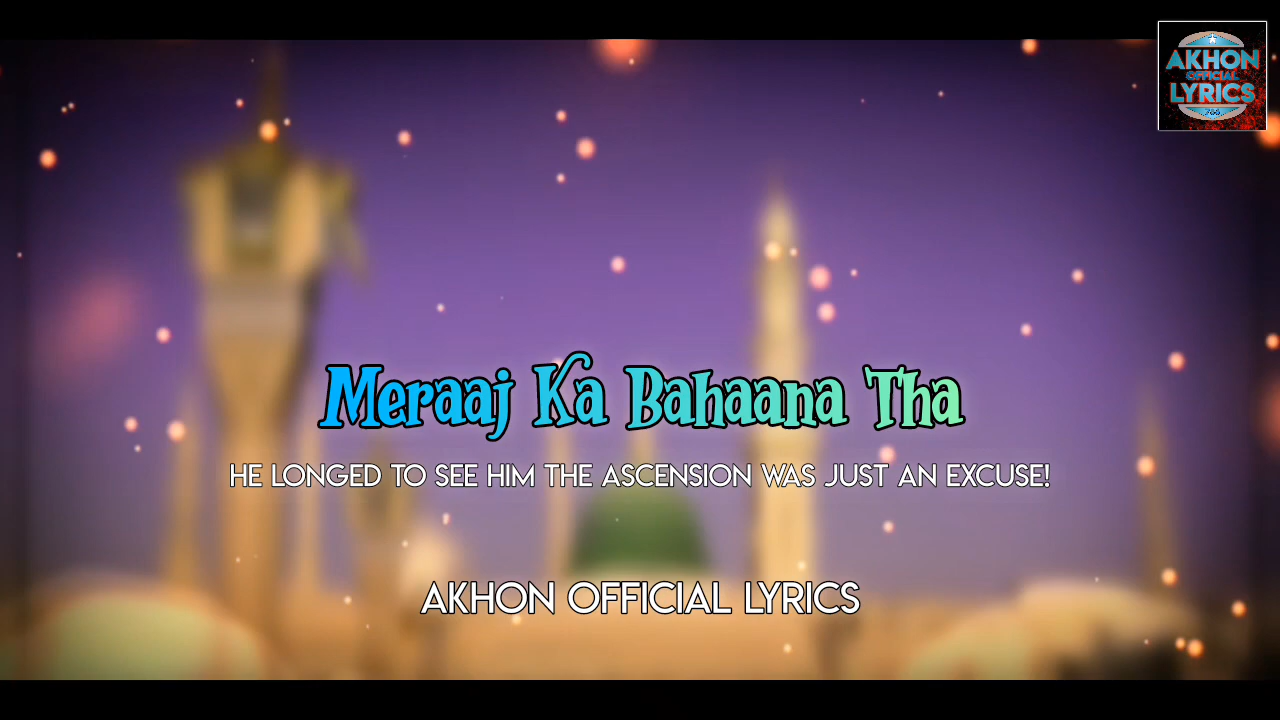 AKHON
OFFICIAL
LYRICS
Meraaj Ka Bahaana Tha
HE LONGED TO SEE HIM THE ASCENSION WAS JUST AN EXCUSE!
AKHON OFFICIAL LYRICS